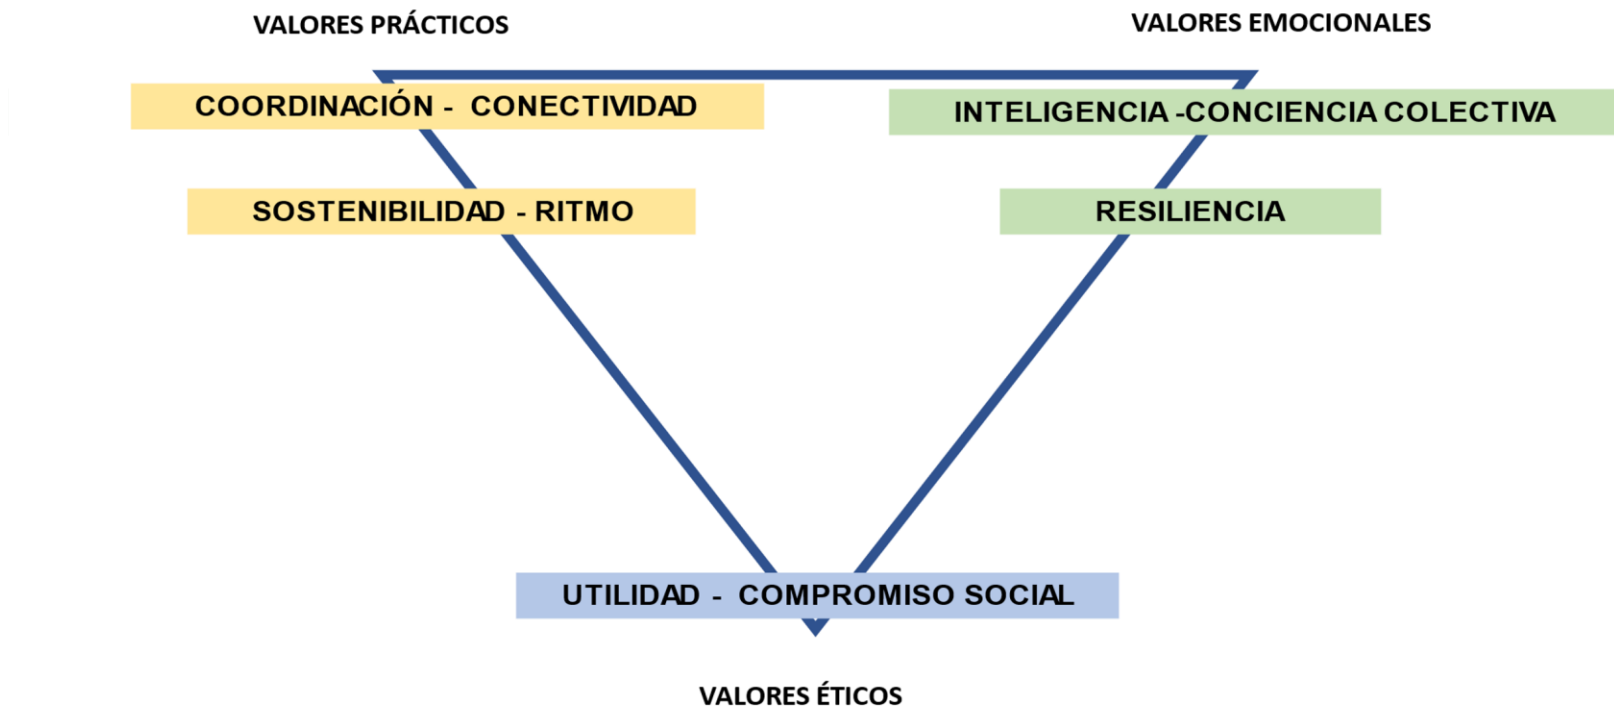 VALORES PRÁCTICOS
VALORES EMOCIONALES
COORDINACIÓN - CONECTIVIDAD
INTELIGENCIA -CONCIENCIA COLECTIVA
SOSTENIBILIDAD - RITMO
RESILIENCIA
UTILIDAD - COMPROMISO SOCIAL
VALORES ÉTICOS